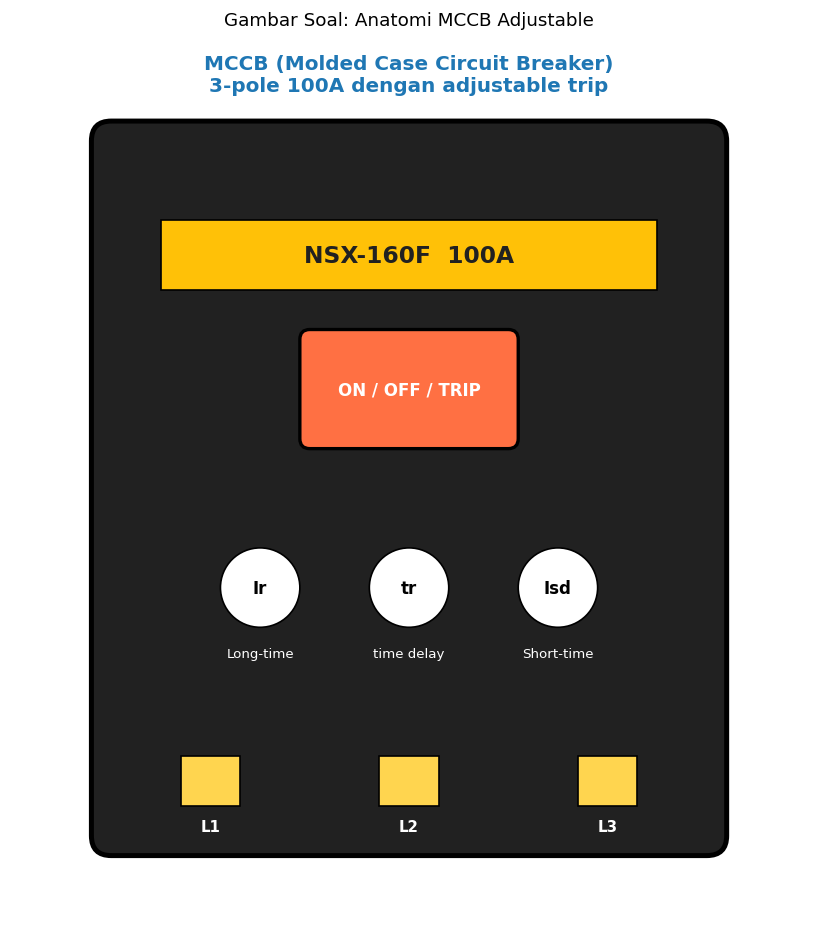 Gambar Soal: Anatomi MCCB Adjustable
MCCB (Molded Case Circuit Breaker)
3-pole 100A dengan adjustable trip
NSX-160F  100A
ON / OFF / TRIP
Ir
tr
Isd
Long-time
time delay
Short-time
L1
L2
L3